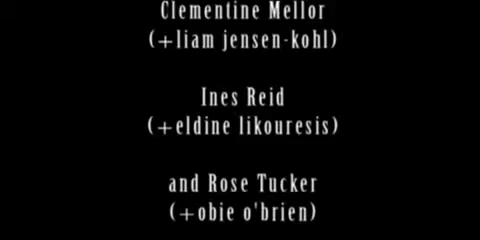 Clementine Mellor
(+liam jensen-kohl)
Ines Reid
(+eldine likouresis)
and Rose Tucker
(+obie o'brien)